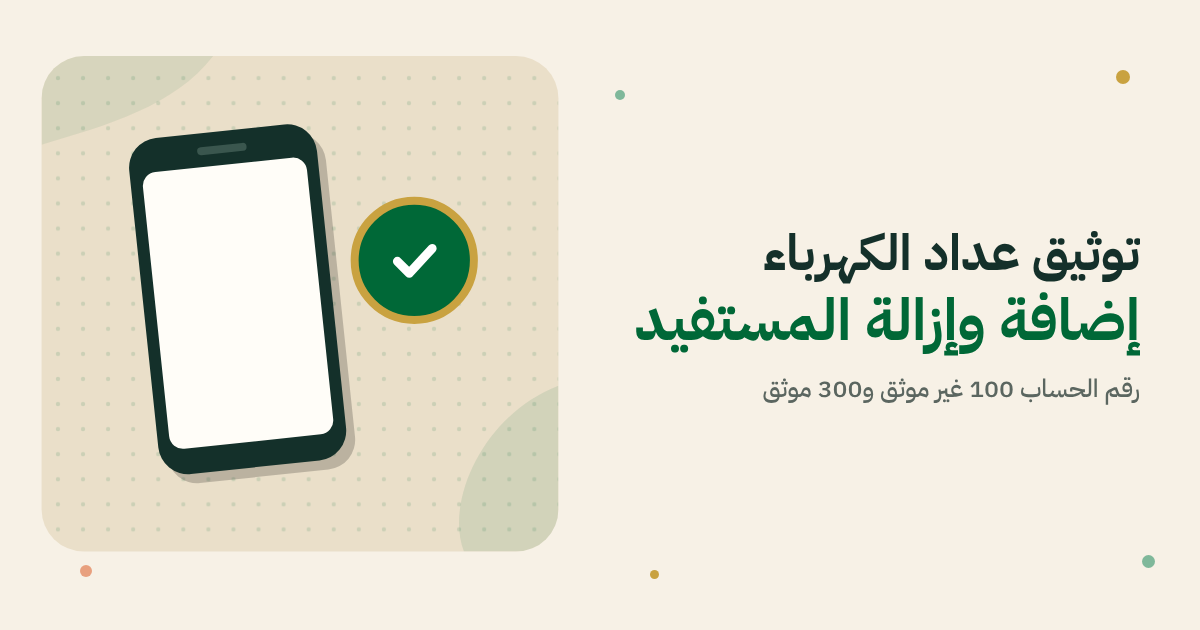 توثيق عداد الكهرباء
إضافة وإزالة المستفيد
رقم الحساب 100 غير موثق و300 موثق